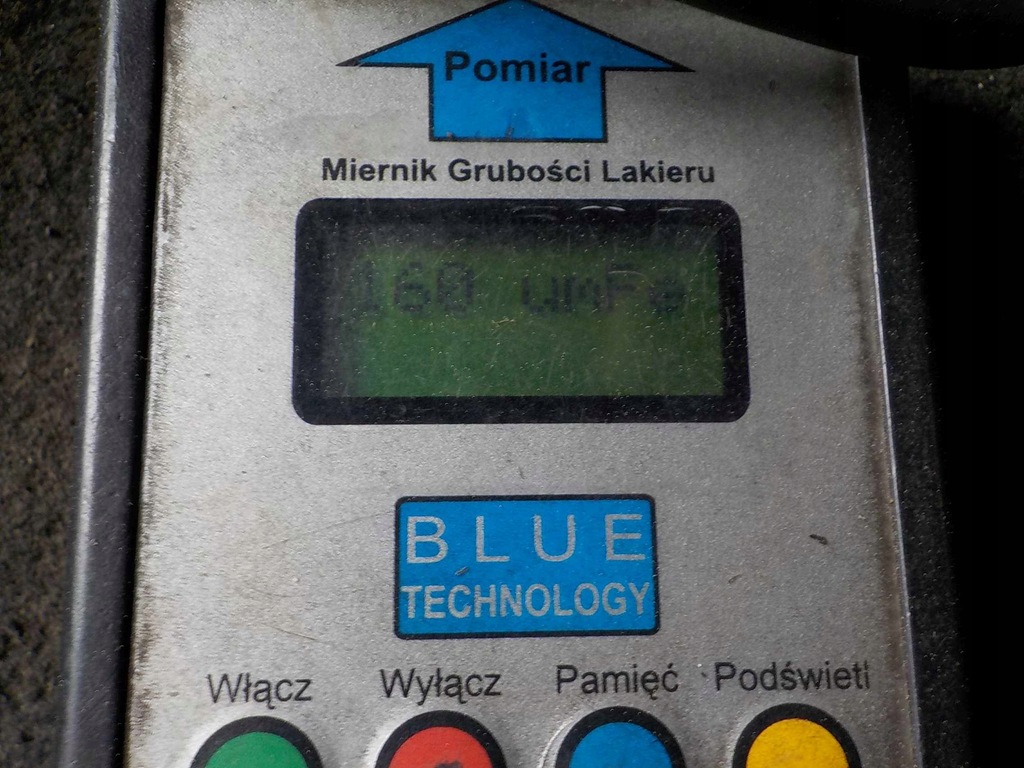 Pomiar
Miernik Grubości Lakieru
160 umFe
BLUE
TECHNOLOGY
Włącz Wyłącz Pamięć Podświetl